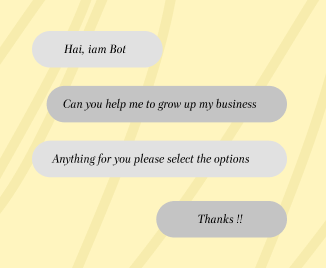 Hai, iam Bot
Can you help me to grow up my business
Anything for you please select the options
Thanks !!